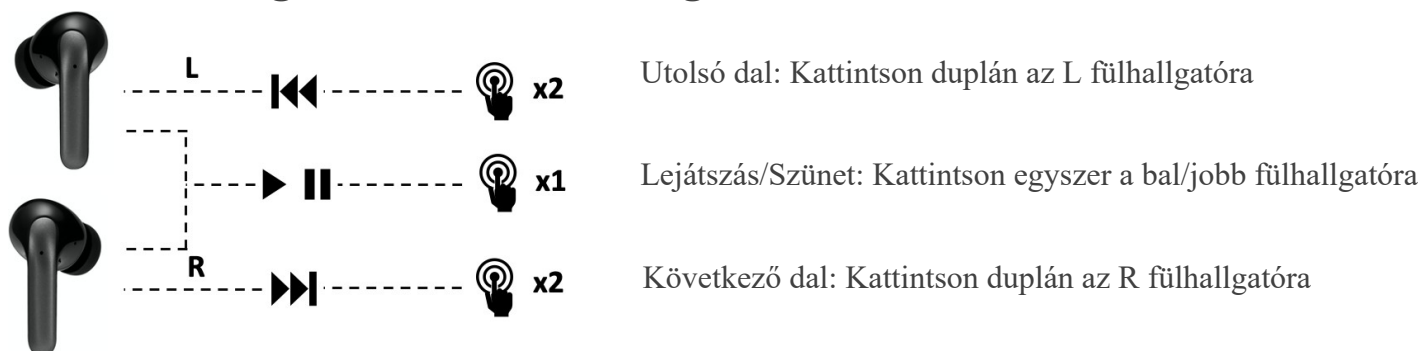 L
x2
Utolsó dal: Kattintson duplán az L fülhallgatóra
x1
Lejátszás/Szünet: Kattintson egyszer a bal/jobb fülhallgatóra
R
x2
Következő dal: Kattintson duplán az R fülhallgatóra